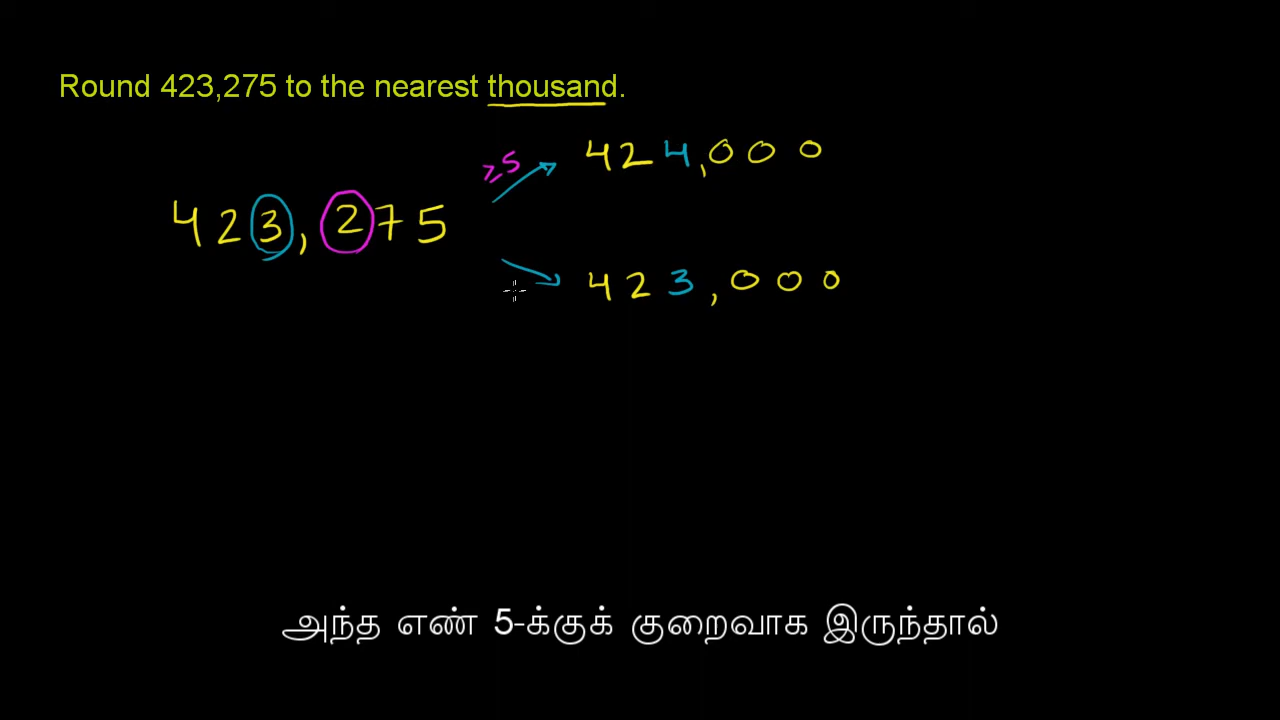 Round 423,275 to the nearest thousand.
≥5 424,000
423,275
423,000
அந்த எண் 5-க்குக் குறைவாக இருந்தால்